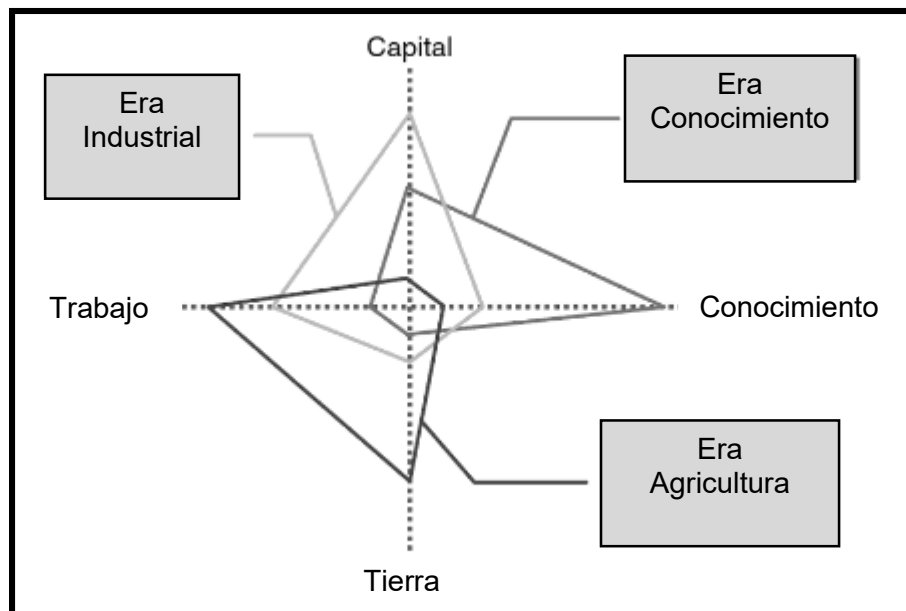 Capital
Era
Industrial
Era
Conocimiento
Trabajo
Conocimiento
Era
Agricultura
Tierra